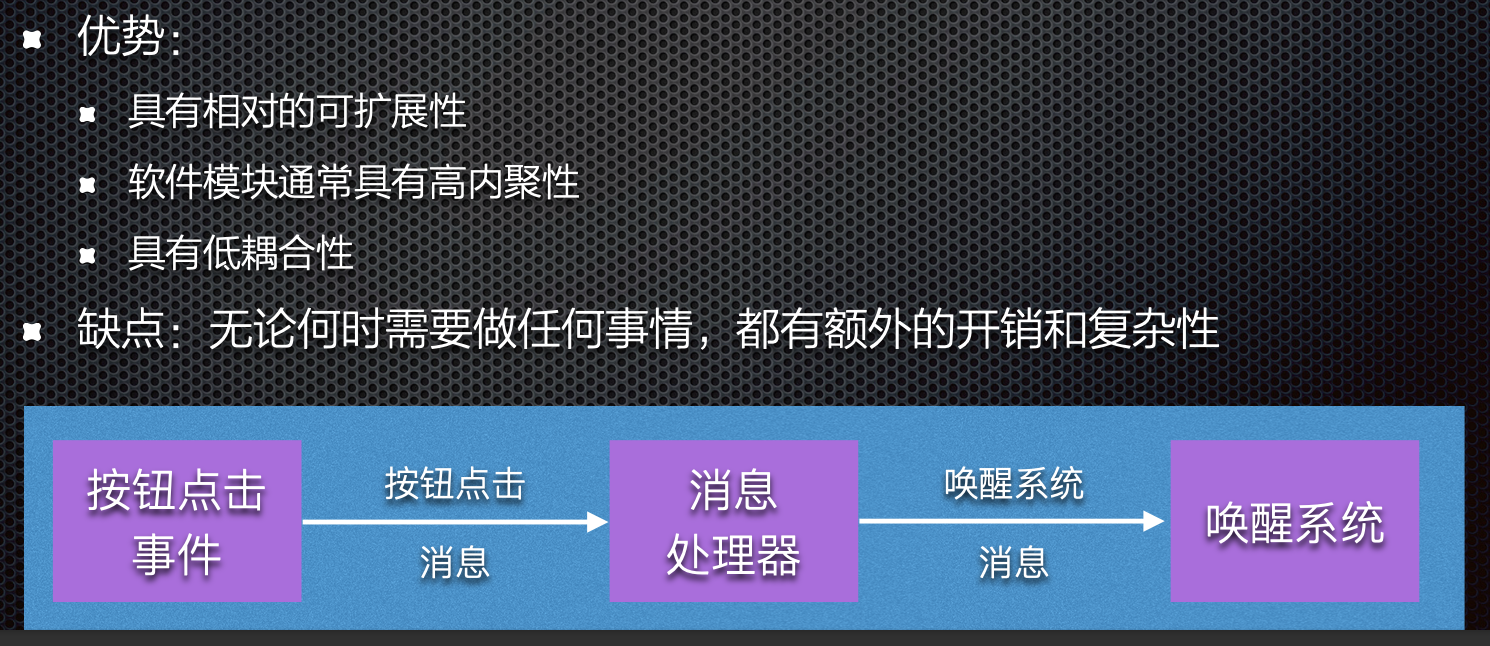 优势：
具有相对的可扩展性
软件模块通常具有高内聚性
具有低耦合性
缺点：无论何时需要做任何事情，都有额外的开销和复杂性
按钮点击
事件
按钮点击
消息
消息
处理器
唤醒系统
消息
唤醒系统